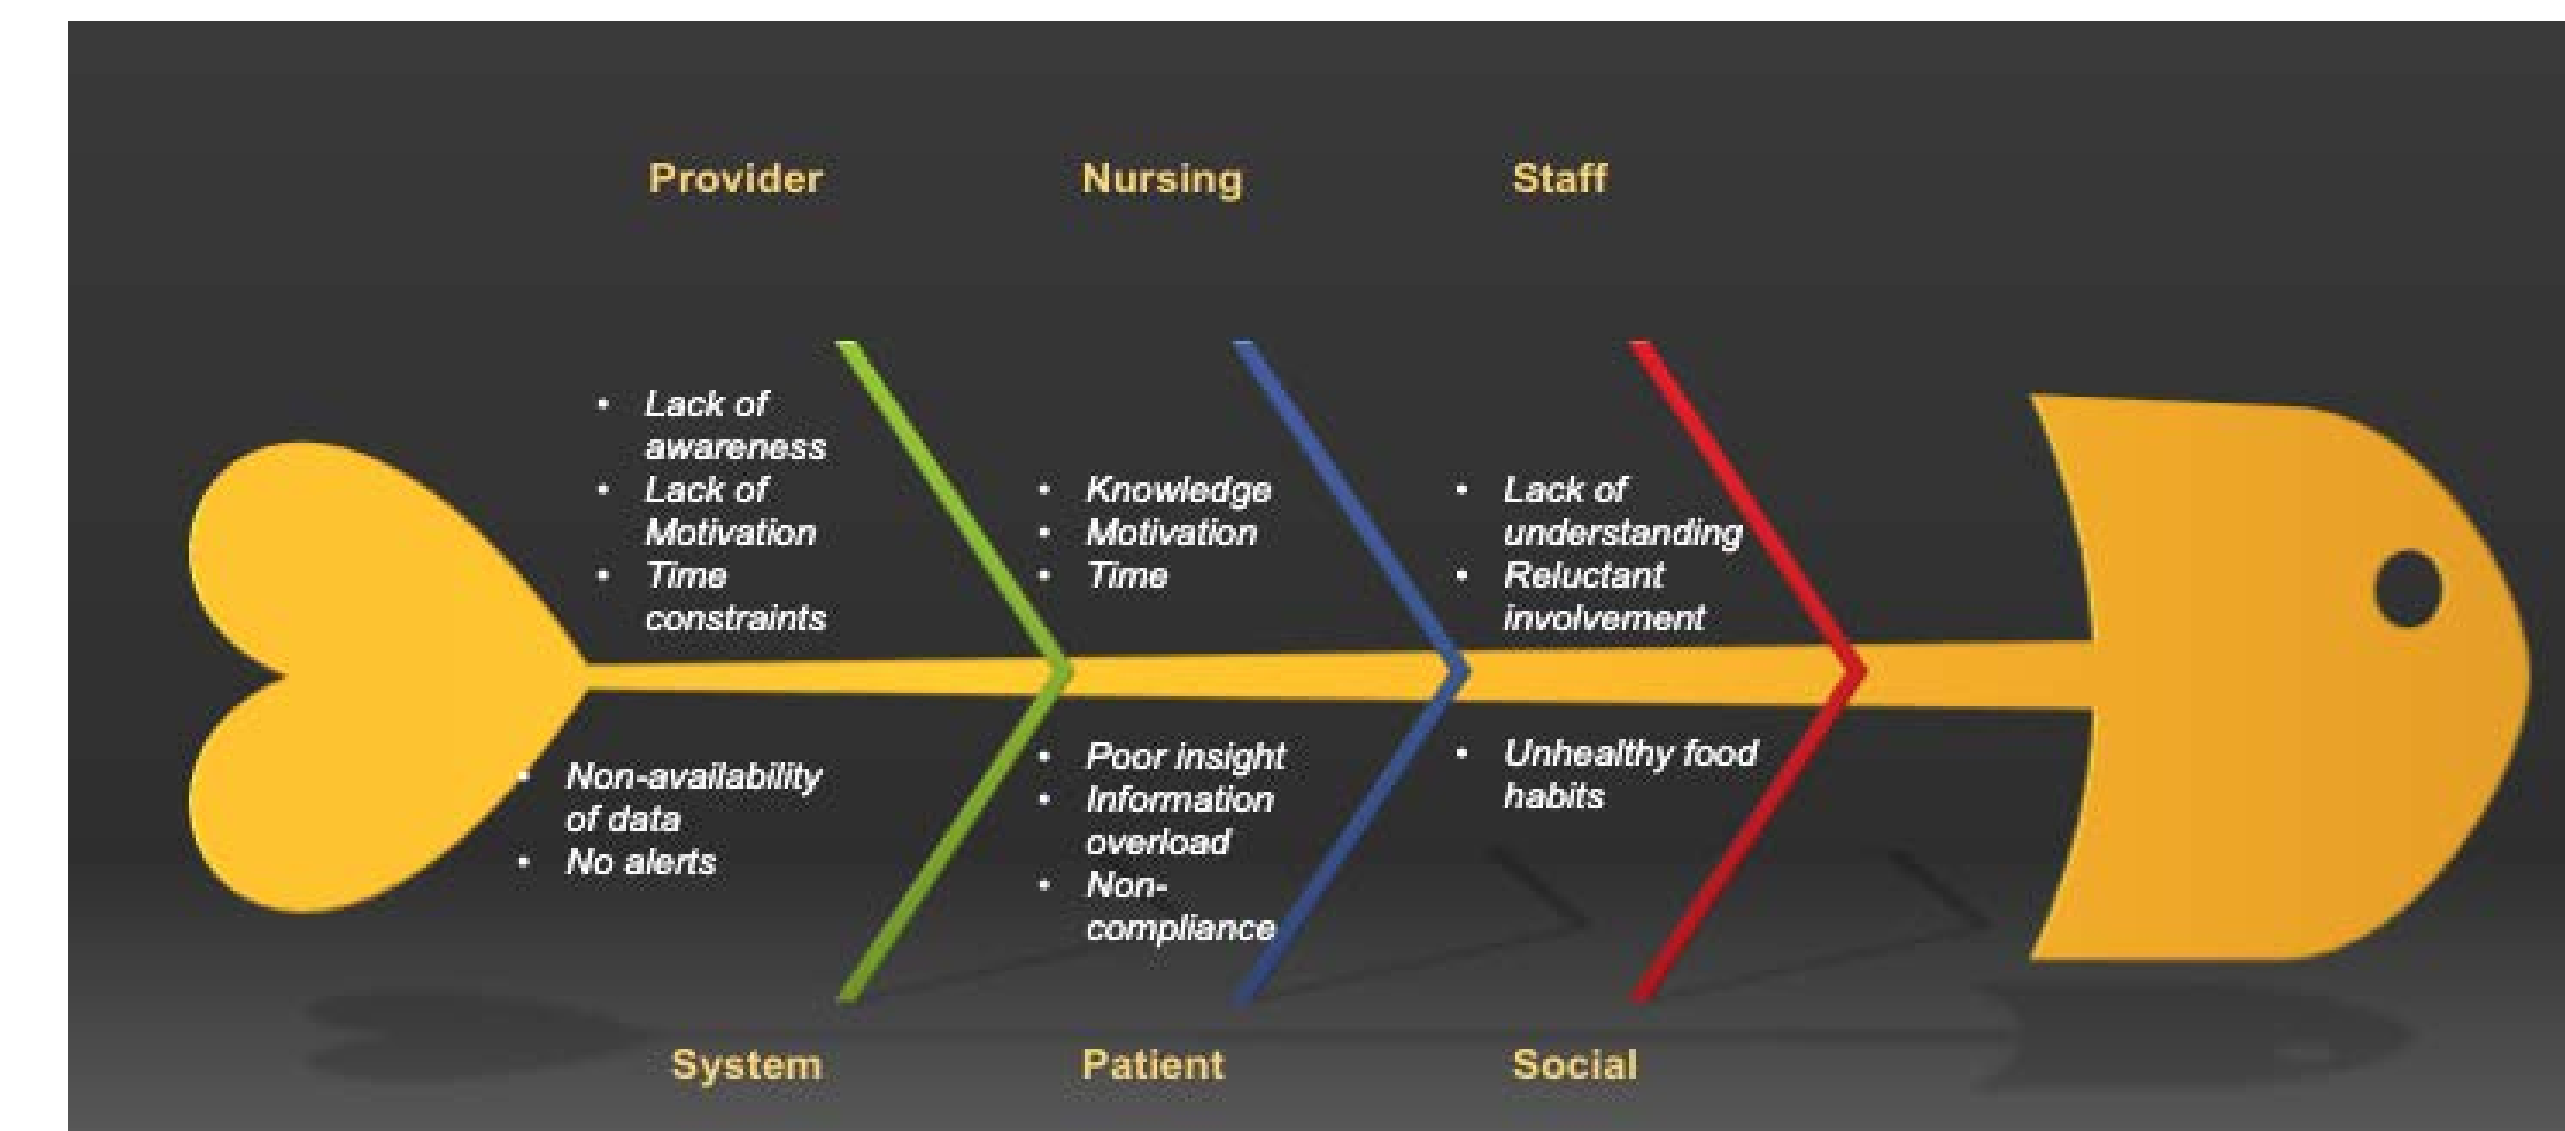 Provider
Nursing
Staff
• Lack of
awareness
• Lack of
Motivation
• Time
constraints
• Knowledge
• Motivation
• Time
• Lack of
understanding
• Reluctant
involvement
• Non-availability
of data
• No alerts
• Poor insight
• Information
overload
• Non-
compliance
• Unhealthy food
habits
System
Patient
Social